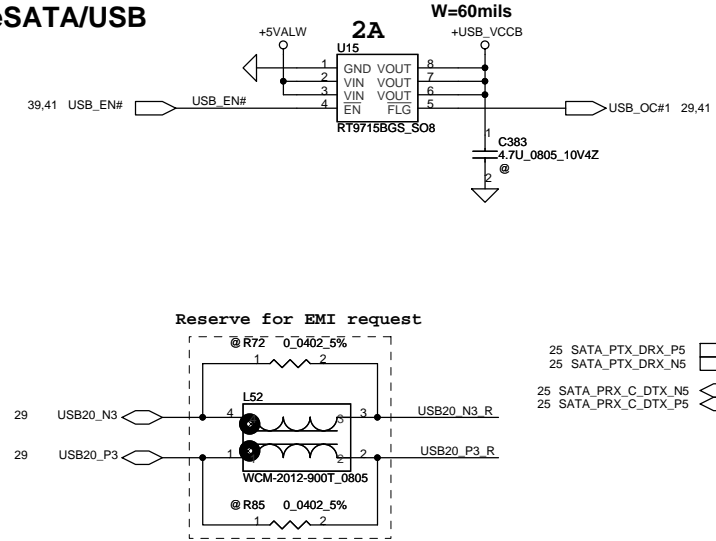 eSATA/USB
W=60mils
+5VALW
2A
+USB_VCCB
U15
1 GND VOUT 8
2 VIN VOUT 7
3 VIN VOUT 6
4 EN FLG 5
RT9715BGS_SO8
39,41 USB_EN#
USB_EN#
USB_OC#1 29,41
1
C383
4.7U_0805_10V4Z
@
2
Reserve for EMI request
@ R72 0_0402_5%
1 2
L52
29 USB20_N3
4 3 3
USB20_N3_R
29 USB20_P3
1 2 2
USB20_P3_R
WCM-2012-900T_0805
@ R85 0_0402_5%
1 2
25 SATA_PTX_DRX_P5
25 SATA_PTX_DRX_N5
25 SATA_PRX_C_DTX_N5
25 SATA_PRX_C_DTX_P5